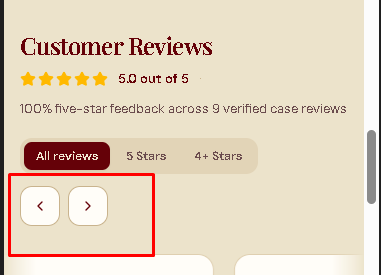 Customer Reviews
5.0 out of 5 ·
100% five-star feedback across 9 verified case reviews
All reviews 5 Stars 4+ Stars